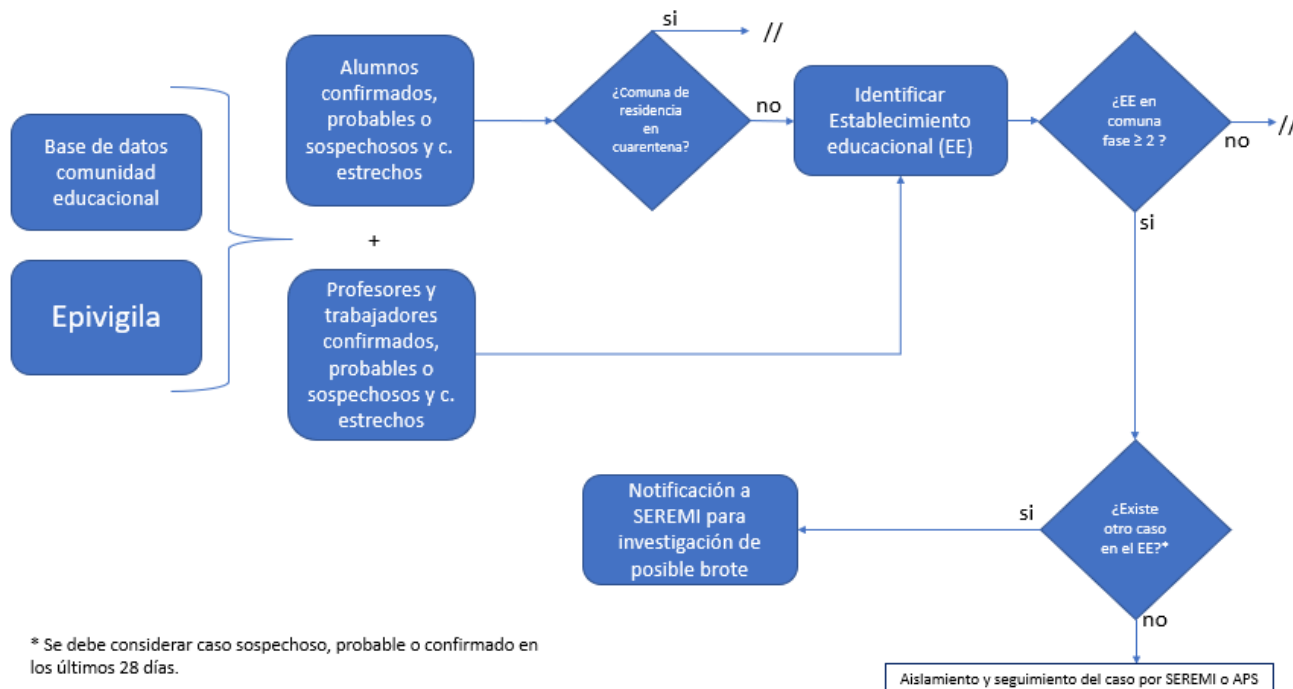 Base de datos
comunidad
educacional
Epivigila
Alumnos
confirmados,
probables o
sospechosos y c.
estrechos
+
Profesores y
trabajadores
confirmados,
probables o
sospechosos y c.
estrechos
¿Comuna de
residencia
en
cuarentena?
si
//
no
Identificar
Establecimiento
educacional (EE)
¿EE en
comuna
fase ≥ 2 ?
no
//
si
¿Existe
otro caso
en el EE?*
si
Notificación a
SEREMI para
investigación de
posible brote
no
Aislamiento y seguimiento del caso por SEREMI o APS
* Se debe considerar caso sospechoso, probable o confirmado en
los últimos 28 días.